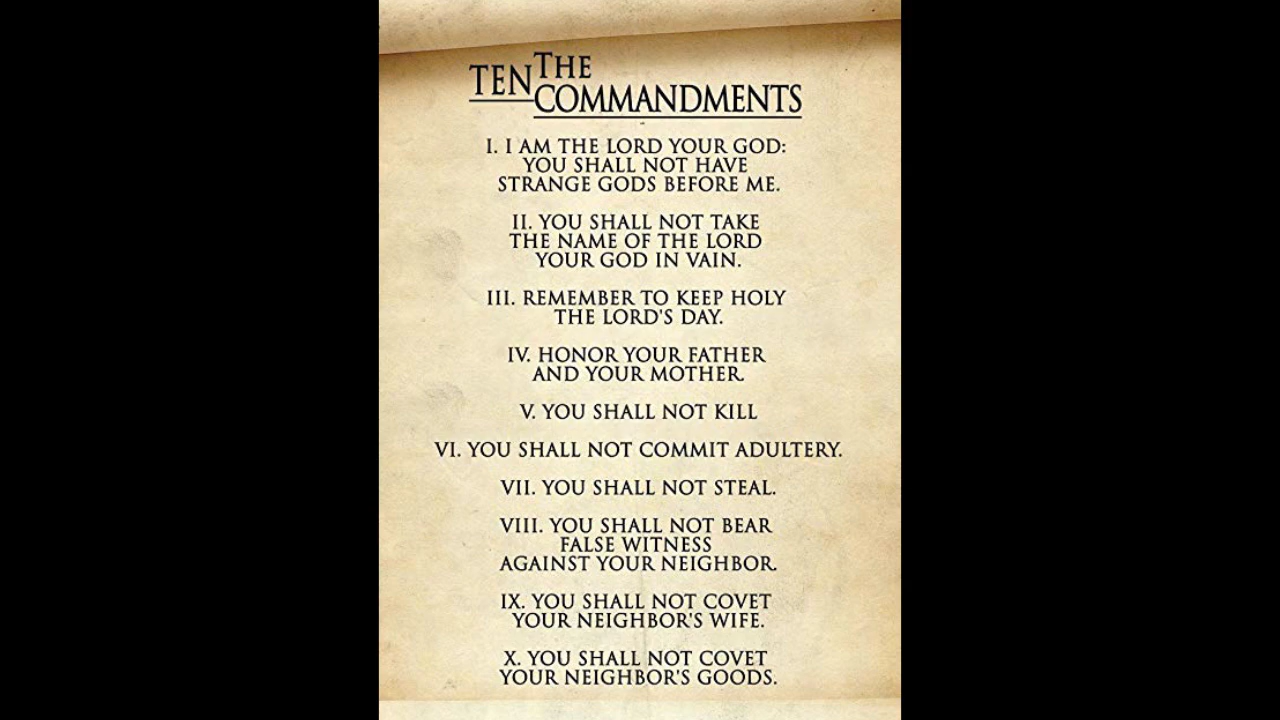 THE
TEN COMMANDMENTS
I. I AM THE LORD YOUR GOD:
YOU SHALL NOT HAVE
STRANGE GODS BEFORE ME.
II. YOU SHALL NOT TAKE
THE NAME OF THE LORD
YOUR GOD IN VAIN.
III. REMEMBER TO KEEP HOLY
THE LORD'S DAY.
IV. HONOR YOUR FATHER
AND YOUR MOTHER.
V. YOU SHALL NOT KILL
VI. YOU SHALL NOT COMMIT ADULTERY.
VII. YOU SHALL NOT STEAL.
VIII. YOU SHALL NOT BEAR
FALSE WITNESS
AGAINST YOUR NEIGHBOR.
IX. YOU SHALL NOT COVET
YOUR NEIGHBOR'S WIFE.
X. YOU SHALL NOT COVET
YOUR NEIGHBOR'S GOODS.